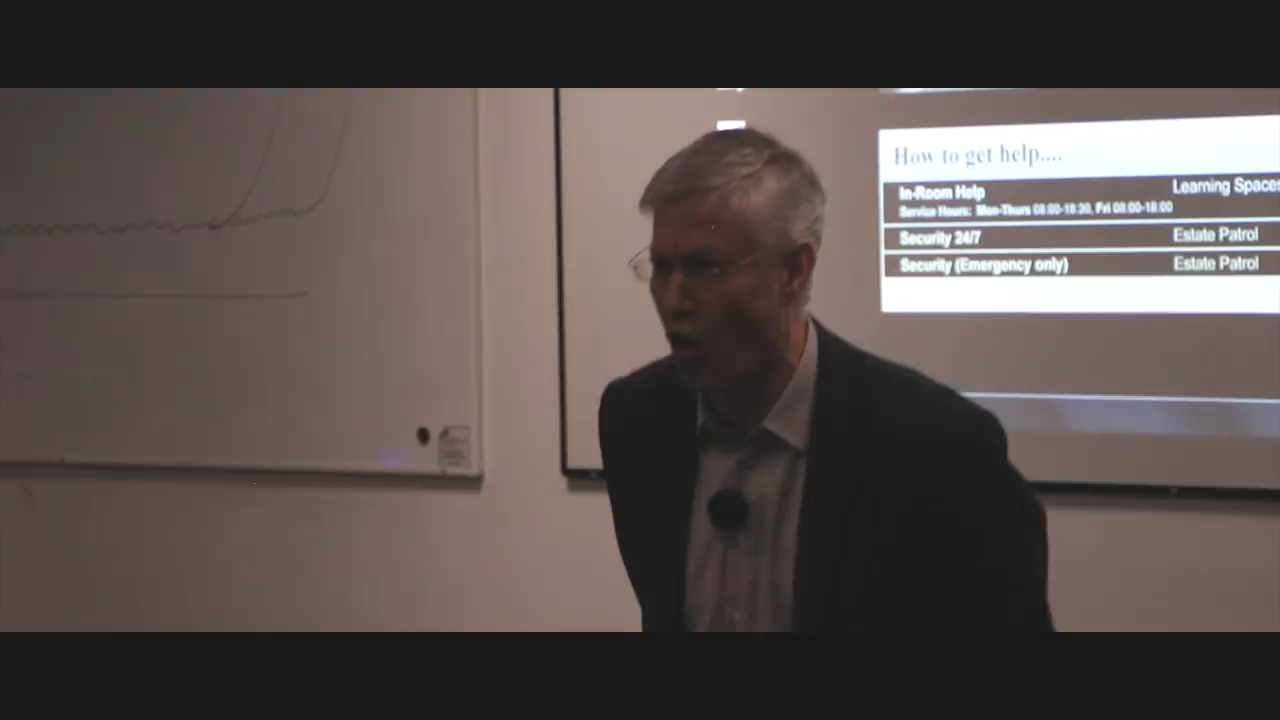 How to get help....
In-Room Help Learning Spaces
Service Hours: Mon-Thurs 08:00-18:30, Fri 08:00-18:00
Security 24/7 Estate Patrol
Security (Emergency only) Estate Patrol